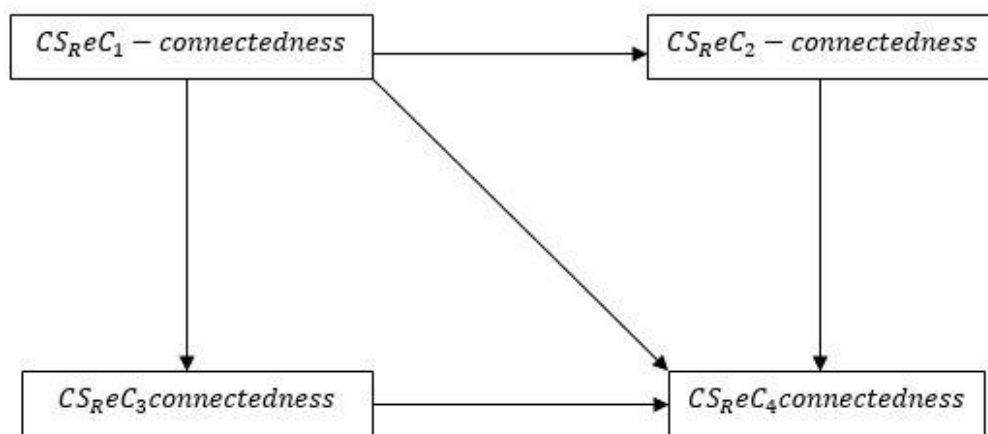 CS_ReC_1 − connectedness
CS_ReC_2 − connectedness
CS_ReC_3connectedness
CS_ReC_4connectedness